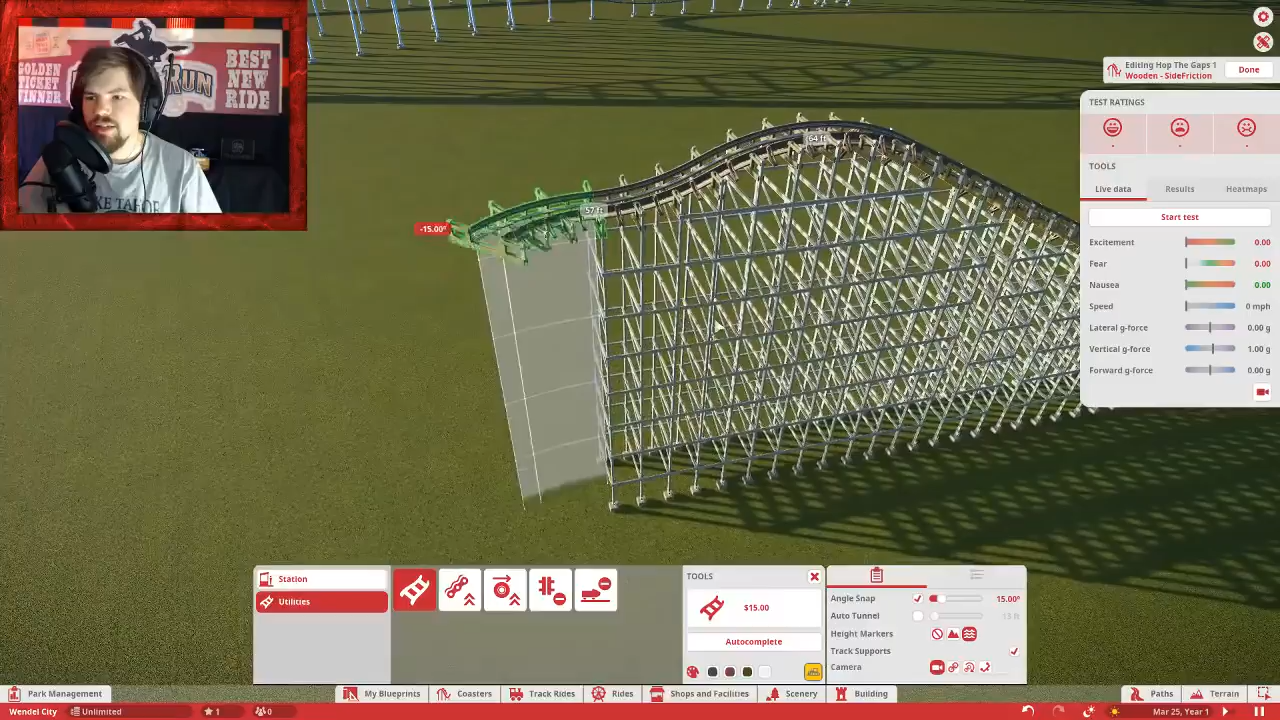 GOLDEN
TICKET
WINNER
RUN
BEST
NEW
RIDE
KE TAHOE
Editing Hop The Gaps 1
Wooden - SideFriction
Done
TEST RATINGS
- - -
TOOLS
Live data Results Heatmaps
Start test
Excitement 0.00
Fear 0.00
Nausea 0.00
Speed 0 mph
Lateral g-force 0.00 g
Vertical g-force 1.00 g
Forward g-force 0.00 g
64 ft
57 ft
-15.00°
Station
Utilities
TOOLS
$15.00
Autocomplete
Angle Snap 15.00°
Auto Tunnel 13 ft
Height Markers
Track Supports
Camera
Park Management My Blueprints Coasters Track Rides Rides Shops and Facilities Scenery Building Paths Terrain
Wendel City Unlimited 1 0 Mar 25, Year 1